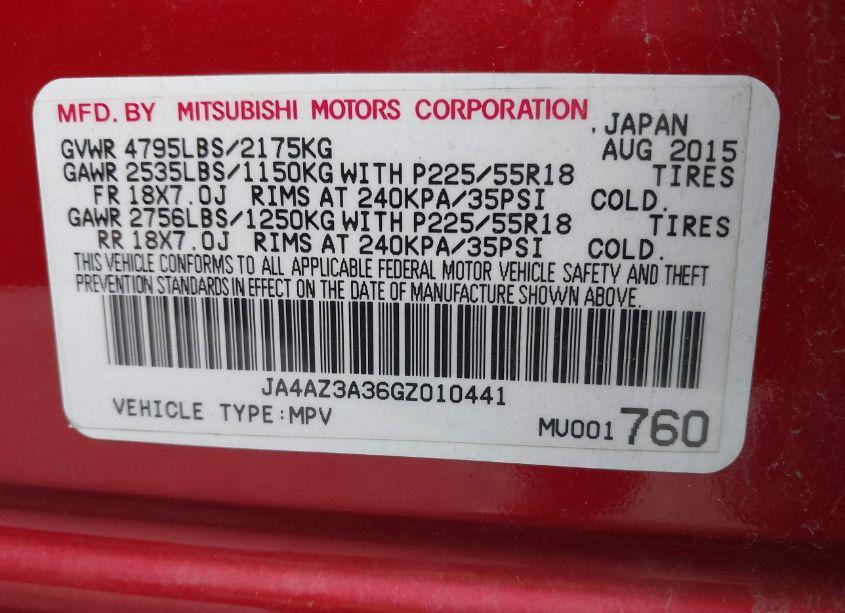 MFD. BY MITSUBISHI MOTORS CORPORATION, JAPAN
GVWR 4795LBS/2175KG AUG 2015
GAWR 2535LBS/1150KG WITH P225/55R18 TIRES
FR 18X7.0J RIMS AT 240KPA/35PSI COLD.
GAWR 2756LBS/1250KG WITH P225/55R18 TIRES
RR 18X7.0J RIMS AT 240KPA/35PSI COLD.
THIS VEHICLE CONFORMS TO ALL APPLICABLE FEDERAL MOTOR VEHICLE SAFETY AND THEFT
PREVENTION STANDARDS IN EFFECT ON THE DATE OF MANUFACTURE SHOWN ABOVE.
JA4AZ3A36GZ010441
VEHICLE TYPE:MPV MU001 760